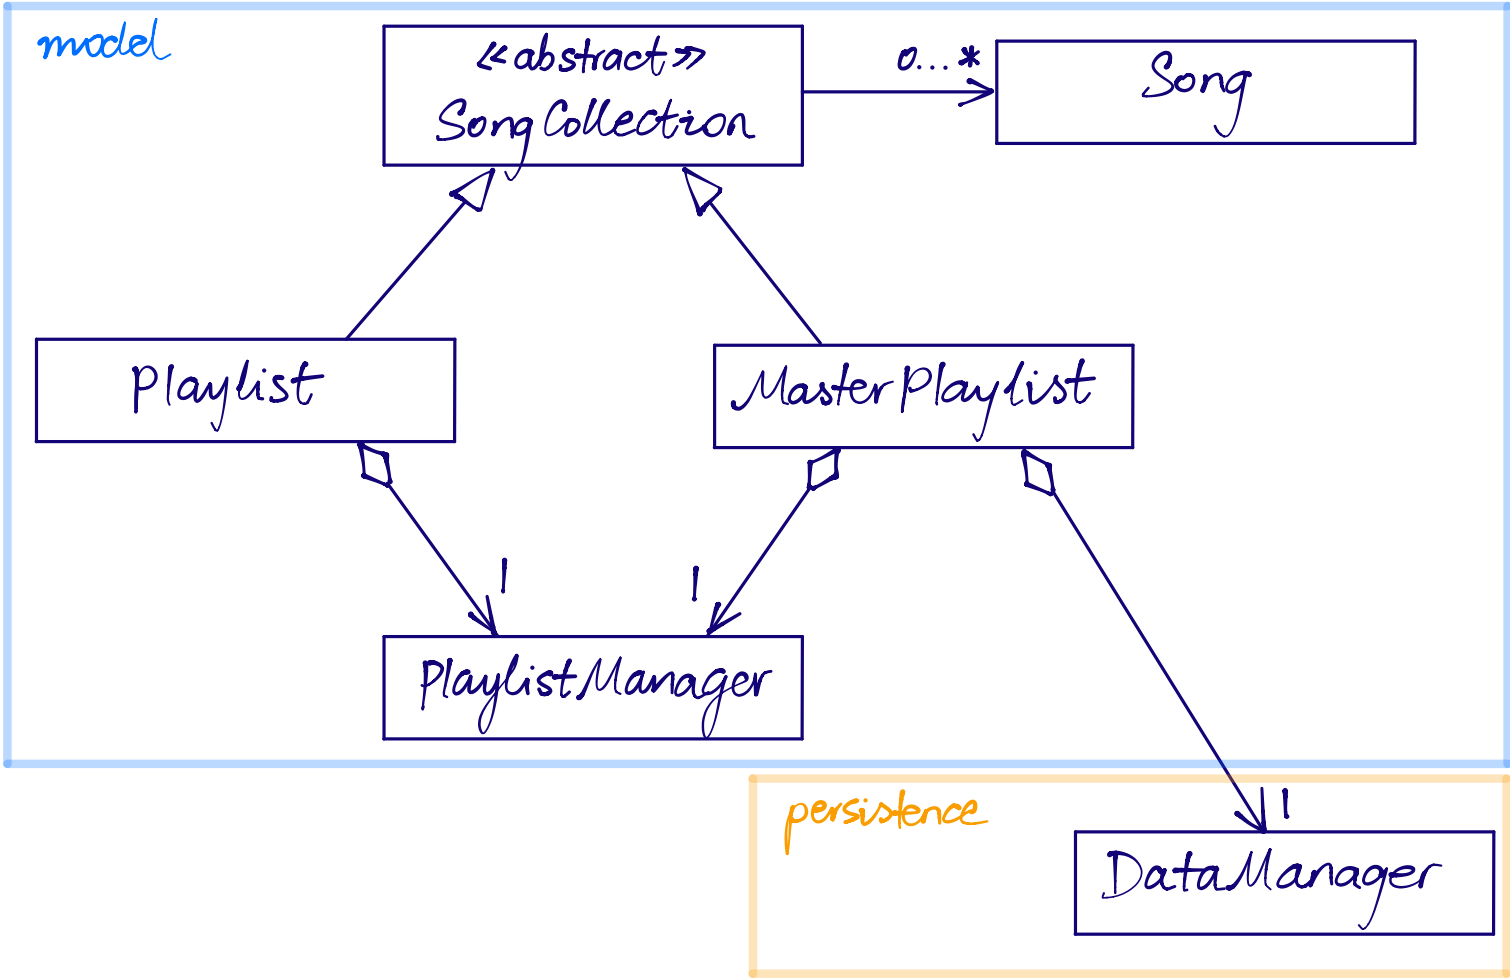 model
«abstract»
SongCollection
0...*
Song
Playlist
MasterPlaylist
1
1
PlaylistManager
persistence
1
DataManager